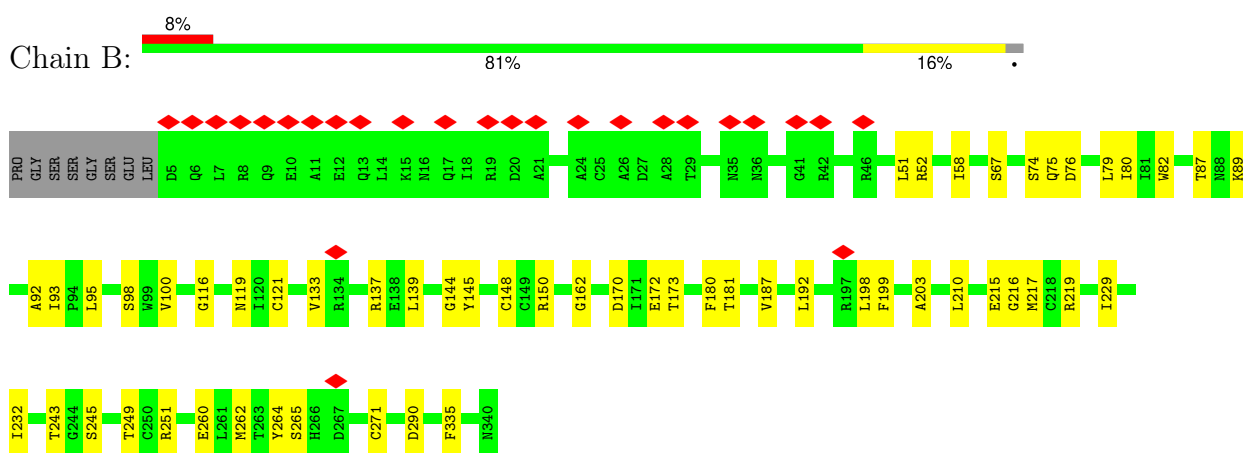 8%
Chain B:
81% 16% •
PRO GLY SER SER GLY SER GLU LEU D5 Q6 L7 R8 Q9 E10 A11 E12 Q13 L14 K15 N16 Q17 I18 R19 D20 A21 A24 C25 A26 D27 A28 T29 N35 N36 G41 R42 R46 L51 R52 I58 S67 S74 Q75 D76 L79 I80 I81 W82 T87 N88 K89
A92 I93 P94 L95 S98 W99 V100 G116 N119 I120 C121 V133 R134 R137 E138 L139 G144 Y145 C148 C149 R150 G162 D170 I171 E172 T173 F180 T181 V187 L192 R197 L198 F199 A203 L210 E215 G216 M217 C218 R219 I229
I232 T243 G244 S245 T249 C250 R251 E260 L261 M262 T263 Y264 S265 H266 D267 C271 D290 F335 N340